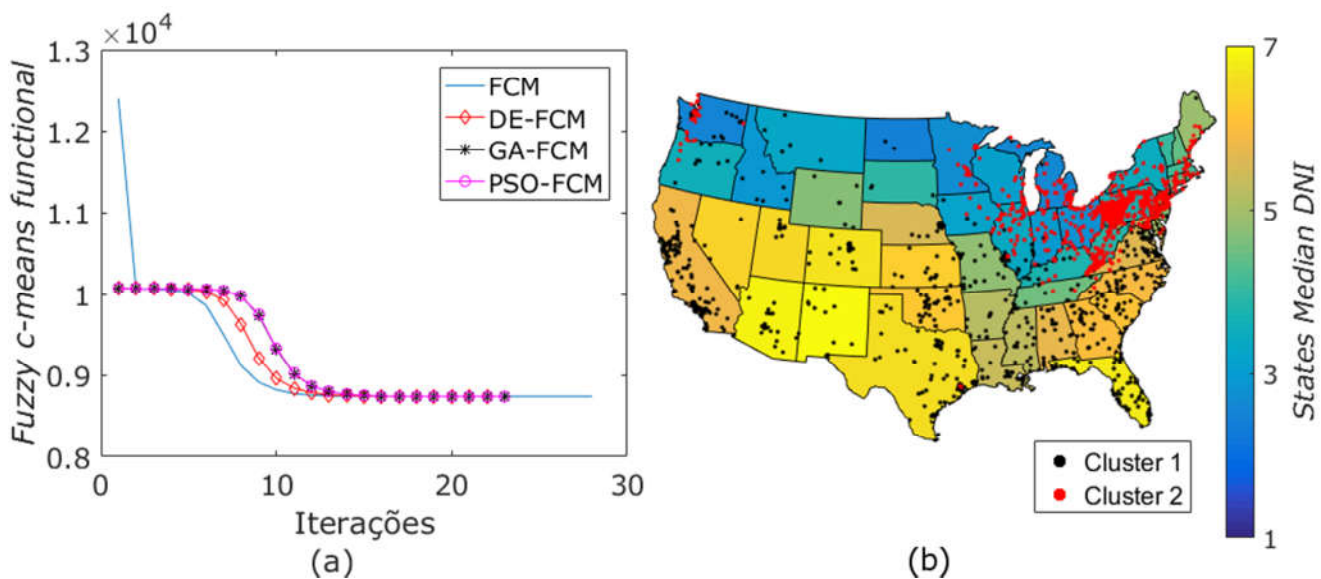 ×10⁴
1.3
1.2
1.1
1
0.9
0.8
Fuzzy c-means functional
0
10
20
30
Iterações
FCM
DE-FCM
GA-FCM
PSO-FCM
(a)
Cluster 1
Cluster 2
7
5
3
1
States Median DNI
(b)